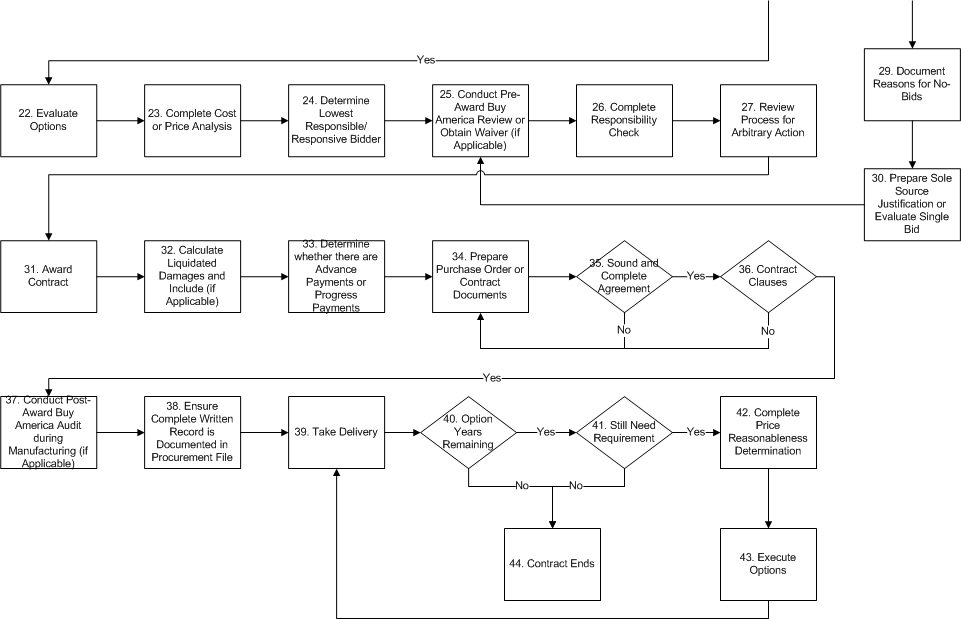 Yes
29. Document
Reasons for No-
Bids
22. Evaluate
Options
23. Complete Cost
or Price Analysis
24. Determine
Lowest
Responsible/
Responsive Bidder
25. Conduct Pre-
Award Buy
America Review or
Obtain Waiver (if
Applicable)
26. Complete
Responsibility
Check
27. Review
Process for
Arbitrary Action
30. Prepare Sole
Source
Justification or
Evaluate Single
Bid
31. Award
Contract
32. Calculate
Liquidated
Damages and
Include (if
Applicable)
33. Determine
whether there are
Advance
Payments or
Progress
Payments
34. Prepare
Purchase Order or
Contract
Documents
35. Sound and
Complete
Agreement
Yes
36. Contract
Clauses
No
No
Yes
37. Conduct Post-
Award Buy
America Audit
during
Manufacturing (if
Applicable)
38. Ensure
Complete Written
Record is
Documented in
Procurement File
39. Take Delivery
40. Option
Years
Remaining
Yes
41. Still Need
Requirement
Yes
42. Complete
Price
Reasonableness
Determination
No
No
44. Contract Ends
43. Execute
Options